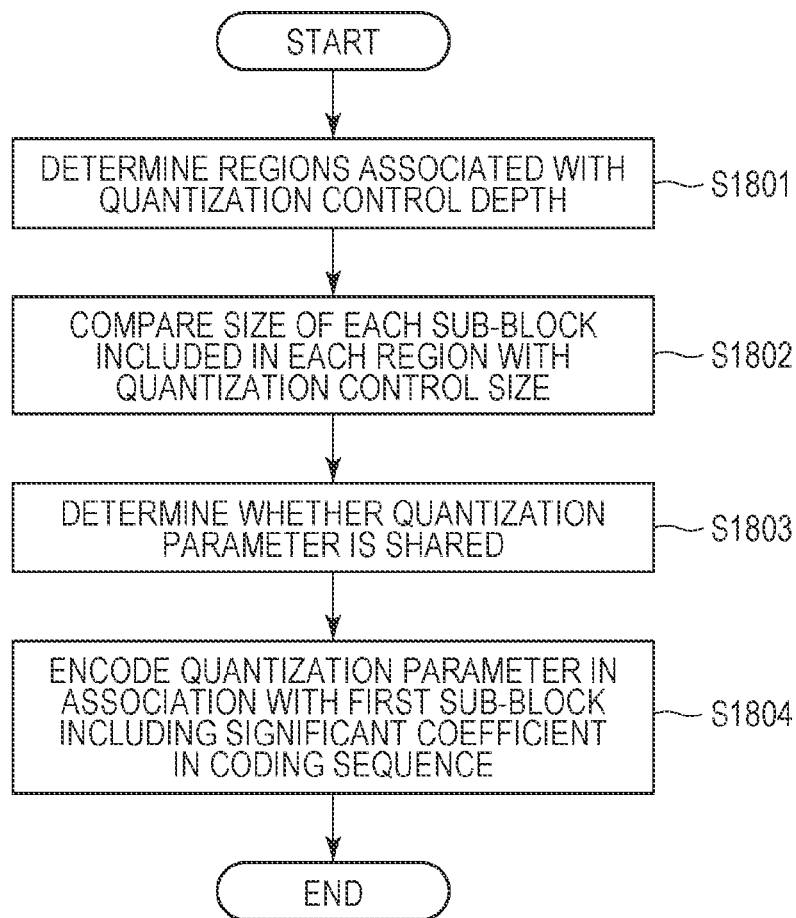 START
DETERMINE REGIONS ASSOCIATED WITH
QUANTIZATION CONTROL DEPTH
S1801
COMPARE SIZE OF EACH SUB-BLOCK
INCLUDED IN EACH REGION WITH
QUANTIZATION CONTROL SIZE
S1802
DETERMINE WHETHER QUANTIZATION
PARAMETER IS SHARED
S1803
ENCODE QUANTIZATION PARAMETER IN
ASSOCIATION WITH FIRST SUB-BLOCK
INCLUDING SIGNIFICANT COEFFICIENT
IN CODING SEQUENCE
S1804
END